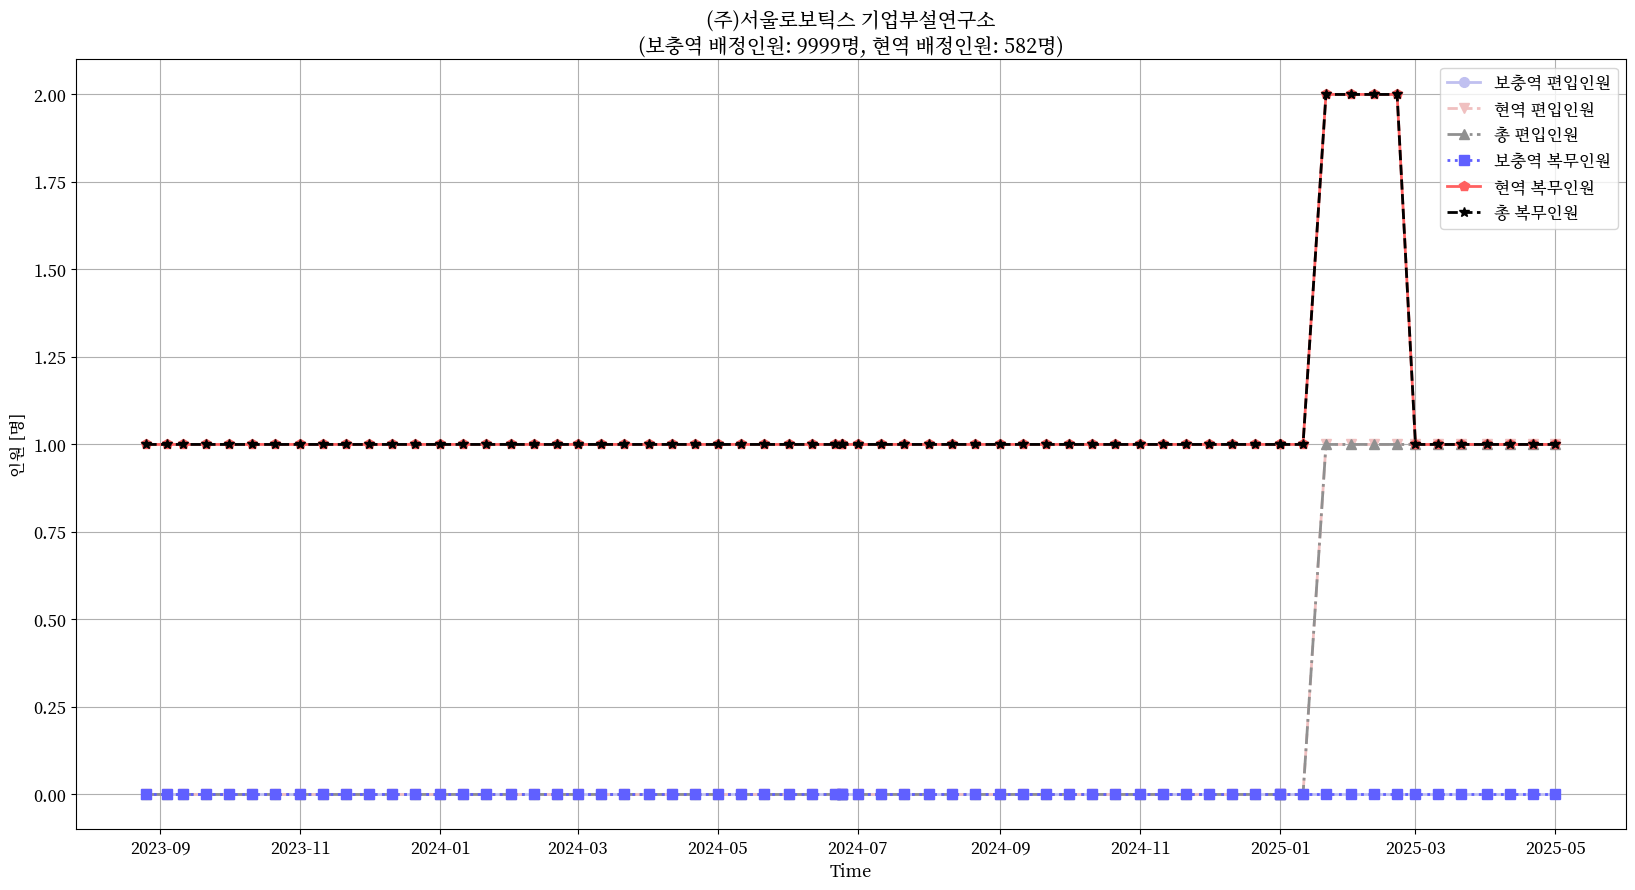 (주)서울로보틱스 기업부설연구소
(보충역 배정인원: 9999명, 현역 배정인원: 582명)
보충역 편입인원
현역 편입인원
총 편입인원
보충역 복무인원
현역 복무인원
총 복무인원
인원 [명]
2.00
1.75
1.50
1.25
1.00
0.75
0.50
0.25
0.00
2023-09 2023-11 2024-01 2024-03 2024-05 2024-07 2024-09 2024-11 2025-01 2025-03 2025-05
Time